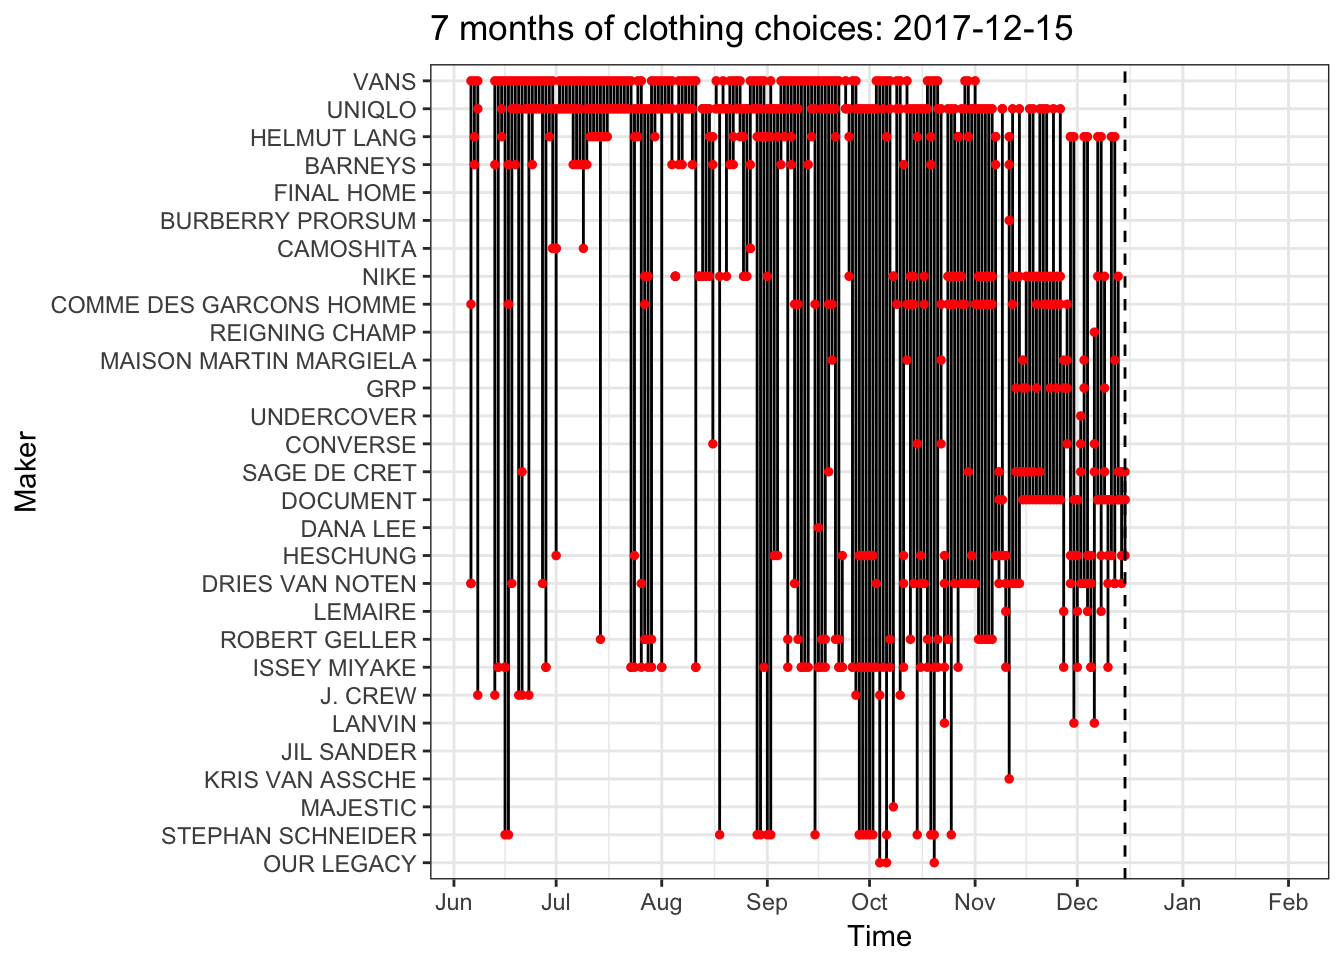 7 months of clothing choices: 2017-12-15
VANS
UNIQLO
HELMUT LANG
BARNEYS
FINAL HOME
BURBERRY PRORSUM
CAMOSHITA
NIKE
COMME DES GARCONS HOMME
REIGNING CHAMP
MAISON MARTIN MARGIELA
GRP
UNDERCOVER
CONVERSE
SAGE DE CRET
DOCUMENT
DANA LEE
HESCHUNG
DRIES VAN NOTEN
LEMAIRE
ROBERT GELLER
ISSEY MIYAKE
J. CREW
LANVIN
JIL SANDER
KRIS VAN ASSCHE
MAJESTIC
STEPHAN SCHNEIDER
OUR LEGACY
Maker
Jun Jul Aug Sep Oct Nov Dec Jan Feb
Time